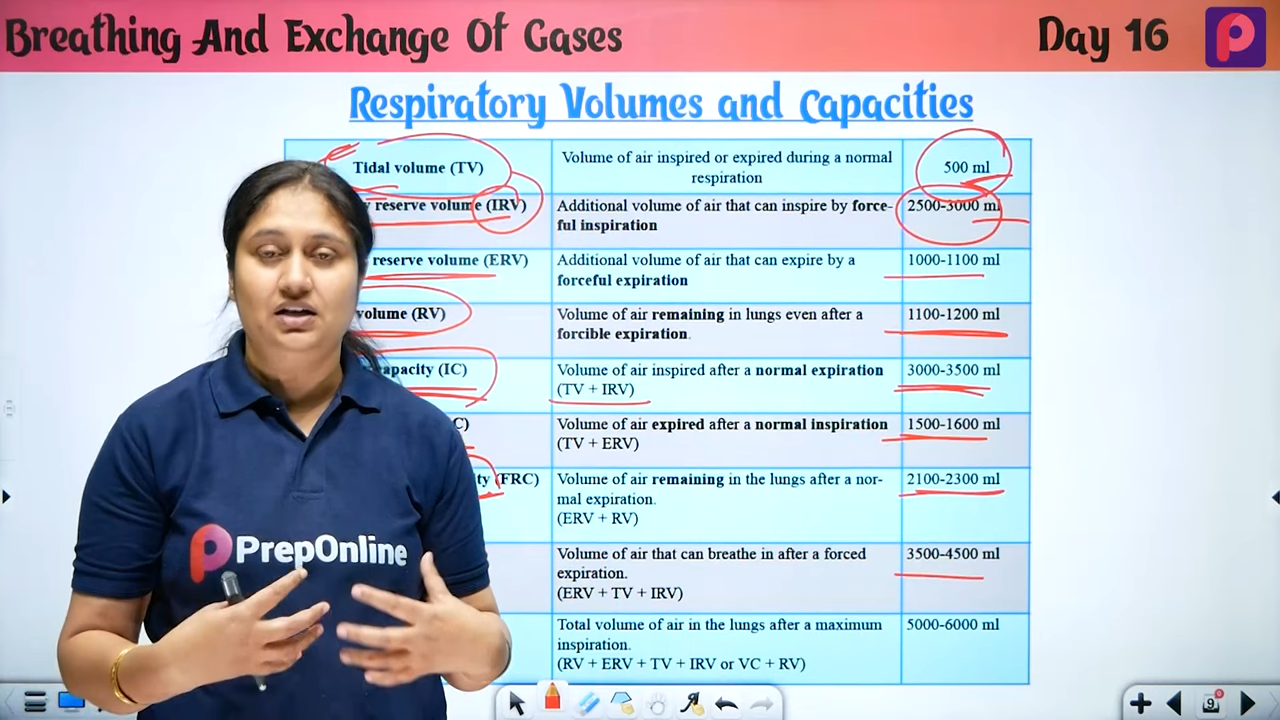 Breathing And Exchange Of Gases
Day 16
Respiratory Volumes and Capacities
Tidal volume (TV)
Volume of air inspired or expired during a normal
respiration
500 ml
reserve volume (IRV)
Additional volume of air that can inspire by force-
ful inspiration
2500-3000 ml
reserve volume (ERV)
Additional volume of air that can expire by a
forceful expiration
1000-1100 ml
volume (RV)
Volume of air remaining in lungs even after a
forcible expiration.
1100-1200 ml
capacity (IC)
Volume of air inspired after a normal expiration
(TV + IRV)
3000-3500 ml
C)
Volume of air expired after a normal inspiration
(TV + ERV)
1500-1600 ml
ty (FRC)
Volume of air remaining in the lungs after a nor-
mal expiration.
(ERV + RV)
2100-2300 ml
Volume of air that can breathe in after a forced
expiration.
(ERV + TV + IRV)
3500-4500 ml
Total volume of air in the lungs after a maximum
inspiration.
(RV + ERV + TV + IRV or VC + RV)
5000-6000 ml
PrepOnline
9